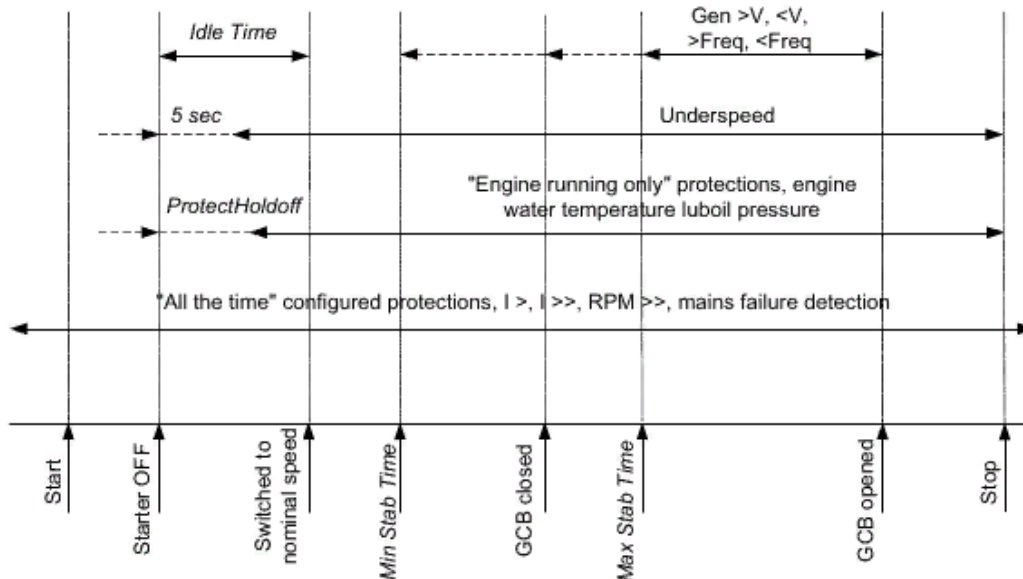 Gen >V, <V,
>Freq, <Freq
Idle Time
5 sec
Underspeed
"Engine running only" protections, engine
water temperature luboil pressure
ProtectHoldoff
"All the time" configured protections, I >, I >>, RPM >>, mains failure detection
Start
Starter OFF
Switched to
nominal speed
Min Stab Time
GCB closed
Max Stab Time
GCB opened
Stop